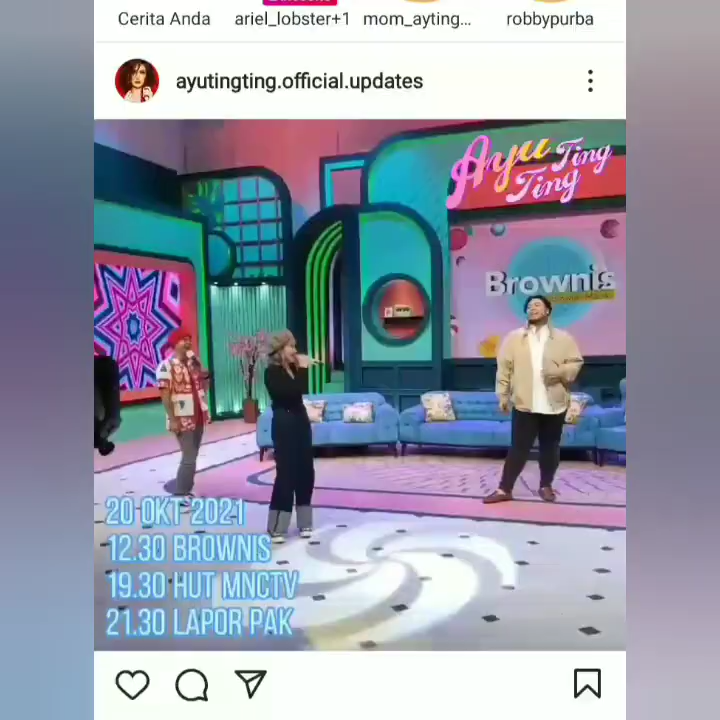 Cerita Anda
ariel_lobster+1
mom_ayting...
robbypurba
ayutingting.official.updates
Ayu Ting
Ting
Brownis
20 OKT 2021
12.30 BROWNIS
19.30 HUT MNCTV
21.30 LAPOR PAK